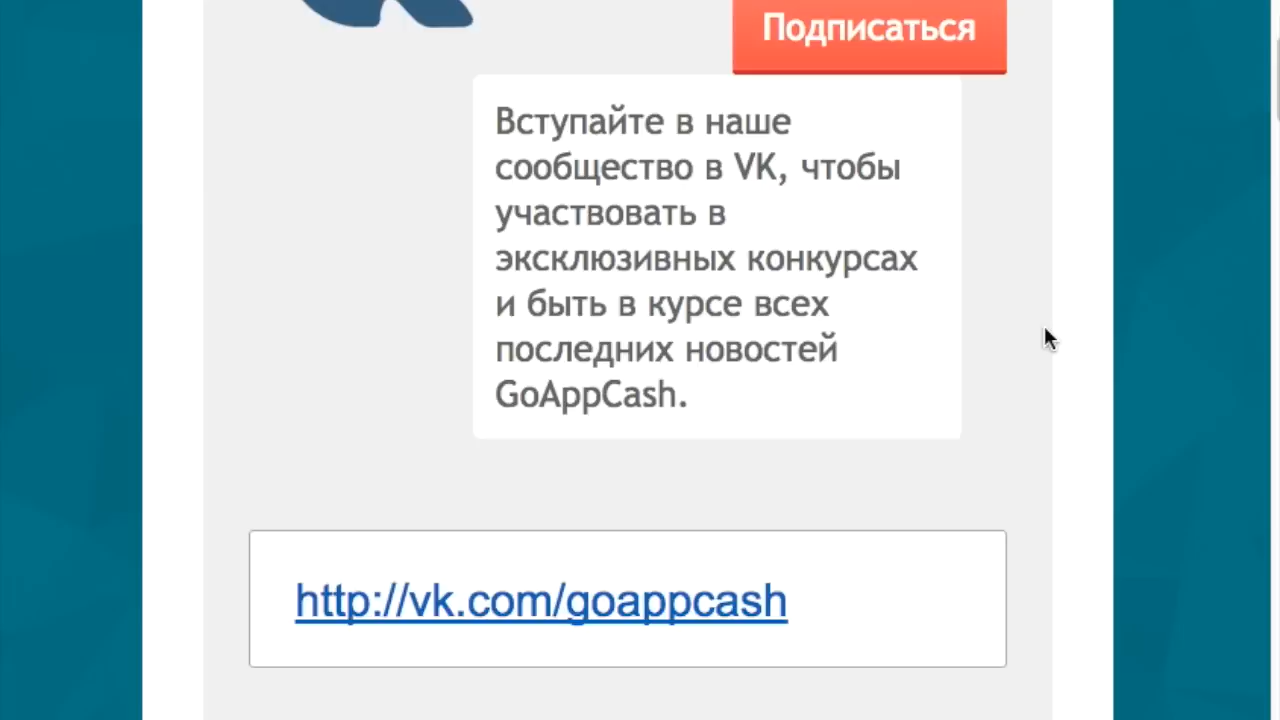 Подписаться
Вступайте в наше
сообщество в VK, чтобы
участвовать в
эксклюзивных конкурсах
и быть в курсе всех
последних новостей
GoAppCash.
http://vk.com/goappcash